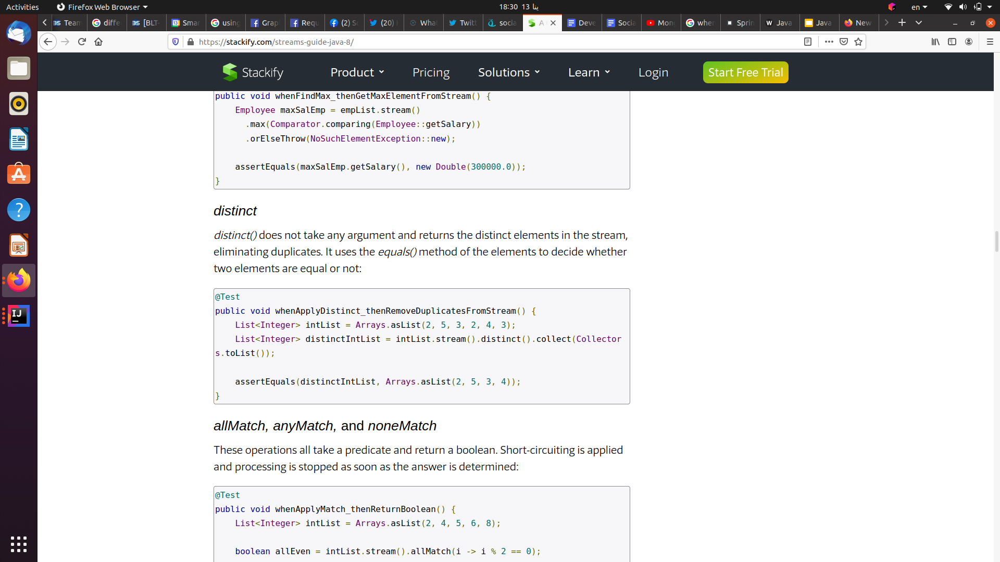 Activities Firefox Web Browser 18:30 13 ينا en
Team diffe [BLT- Smar using Grap Requ (2) S (20) Wha Twitt socia A Deve Socia Mon when Sprin Java Java New
https://stackify.com/streams-guide-java-8/
Stackify Product Pricing Solutions Learn Login Start Free Trial
public void whenFindMax_thenGetMaxElementFromStream() {
    Employee maxSalEmp = empList.stream()
      .max(Comparator.comparing(Employee::getSalary))
      .orElseThrow(NoSuchElementException::new);
    assertEquals(maxSalEmp.getSalary(), new Double(300000.0));
}
distinct
distinct() does not take any argument and returns the distinct elements in the stream,
eliminating duplicates. It uses the equals() method of the elements to decide whether
two elements are equal or not:
@Test
public void whenApplyDistinct_thenRemoveDuplicatesFromStream() {
    List<Integer> intList = Arrays.asList(2, 5, 3, 2, 4, 3);
    List<Integer> distinctIntList = intList.stream().distinct().collect(Collector
s.toList());
    assertEquals(distinctIntList, Arrays.asList(2, 5, 3, 4));
}
allMatch, anyMatch, and noneMatch
These operations all take a predicate and return a boolean. Short-circuiting is applied
and processing is stopped as soon as the answer is determined:
@Test
public void whenApplyMatch_thenReturnBoolean() {
    List<Integer> intList = Arrays.asList(2, 4, 5, 6, 8);
    boolean allEven = intList.stream().allMatch(i -> i % 2 == 0);